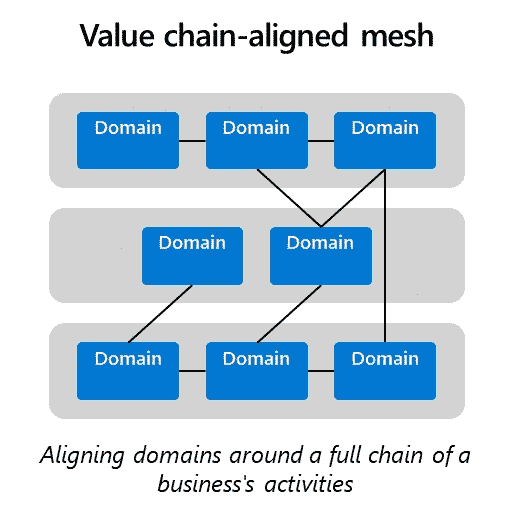 Value chain-aligned mesh
Domain Domain Domain
Domain Domain
Domain Domain Domain
Aligning domains around a full chain of a
business's activities